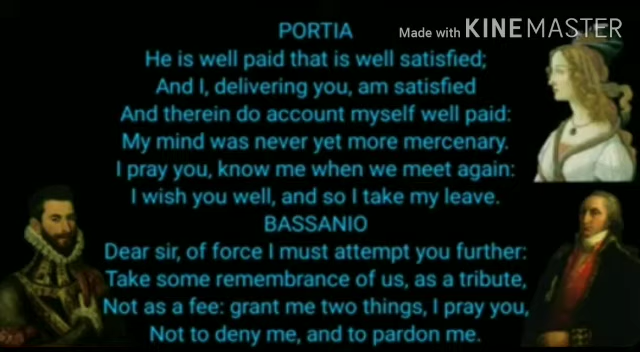 PORTIA
Made with KINEMASTER
He is well paid that is well satisfied;
And I, delivering you, am satisfied
And therein do account myself well paid:
My mind was never yet more mercenary.
I pray you, know me when we meet again:
I wish you well, and so I take my leave.
BASSANIO
Dear sir, of force I must attempt you further:
Take some remembrance of us, as a tribute,
Not as a fee: grant me two things, I pray you,
Not to deny me, and to pardon me.